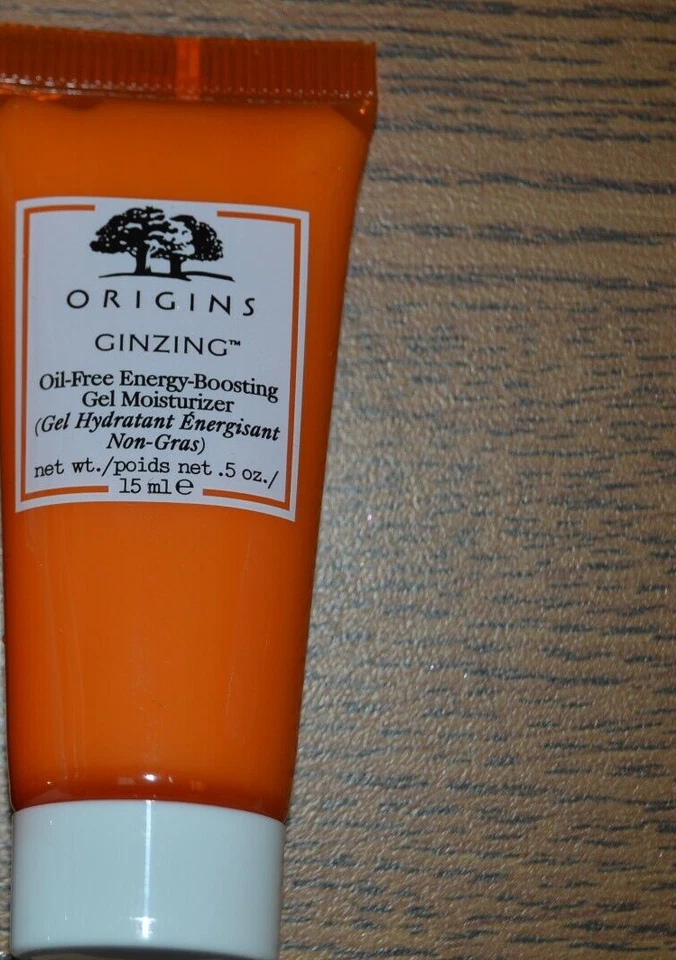 ORIGINS
GINZING™
Oil-Free Energy-Boosting
Gel Moisturizer
(Gel Hydratant Énergisant
Non-Gras)
net wt./poids net .5 oz./
15 ml e